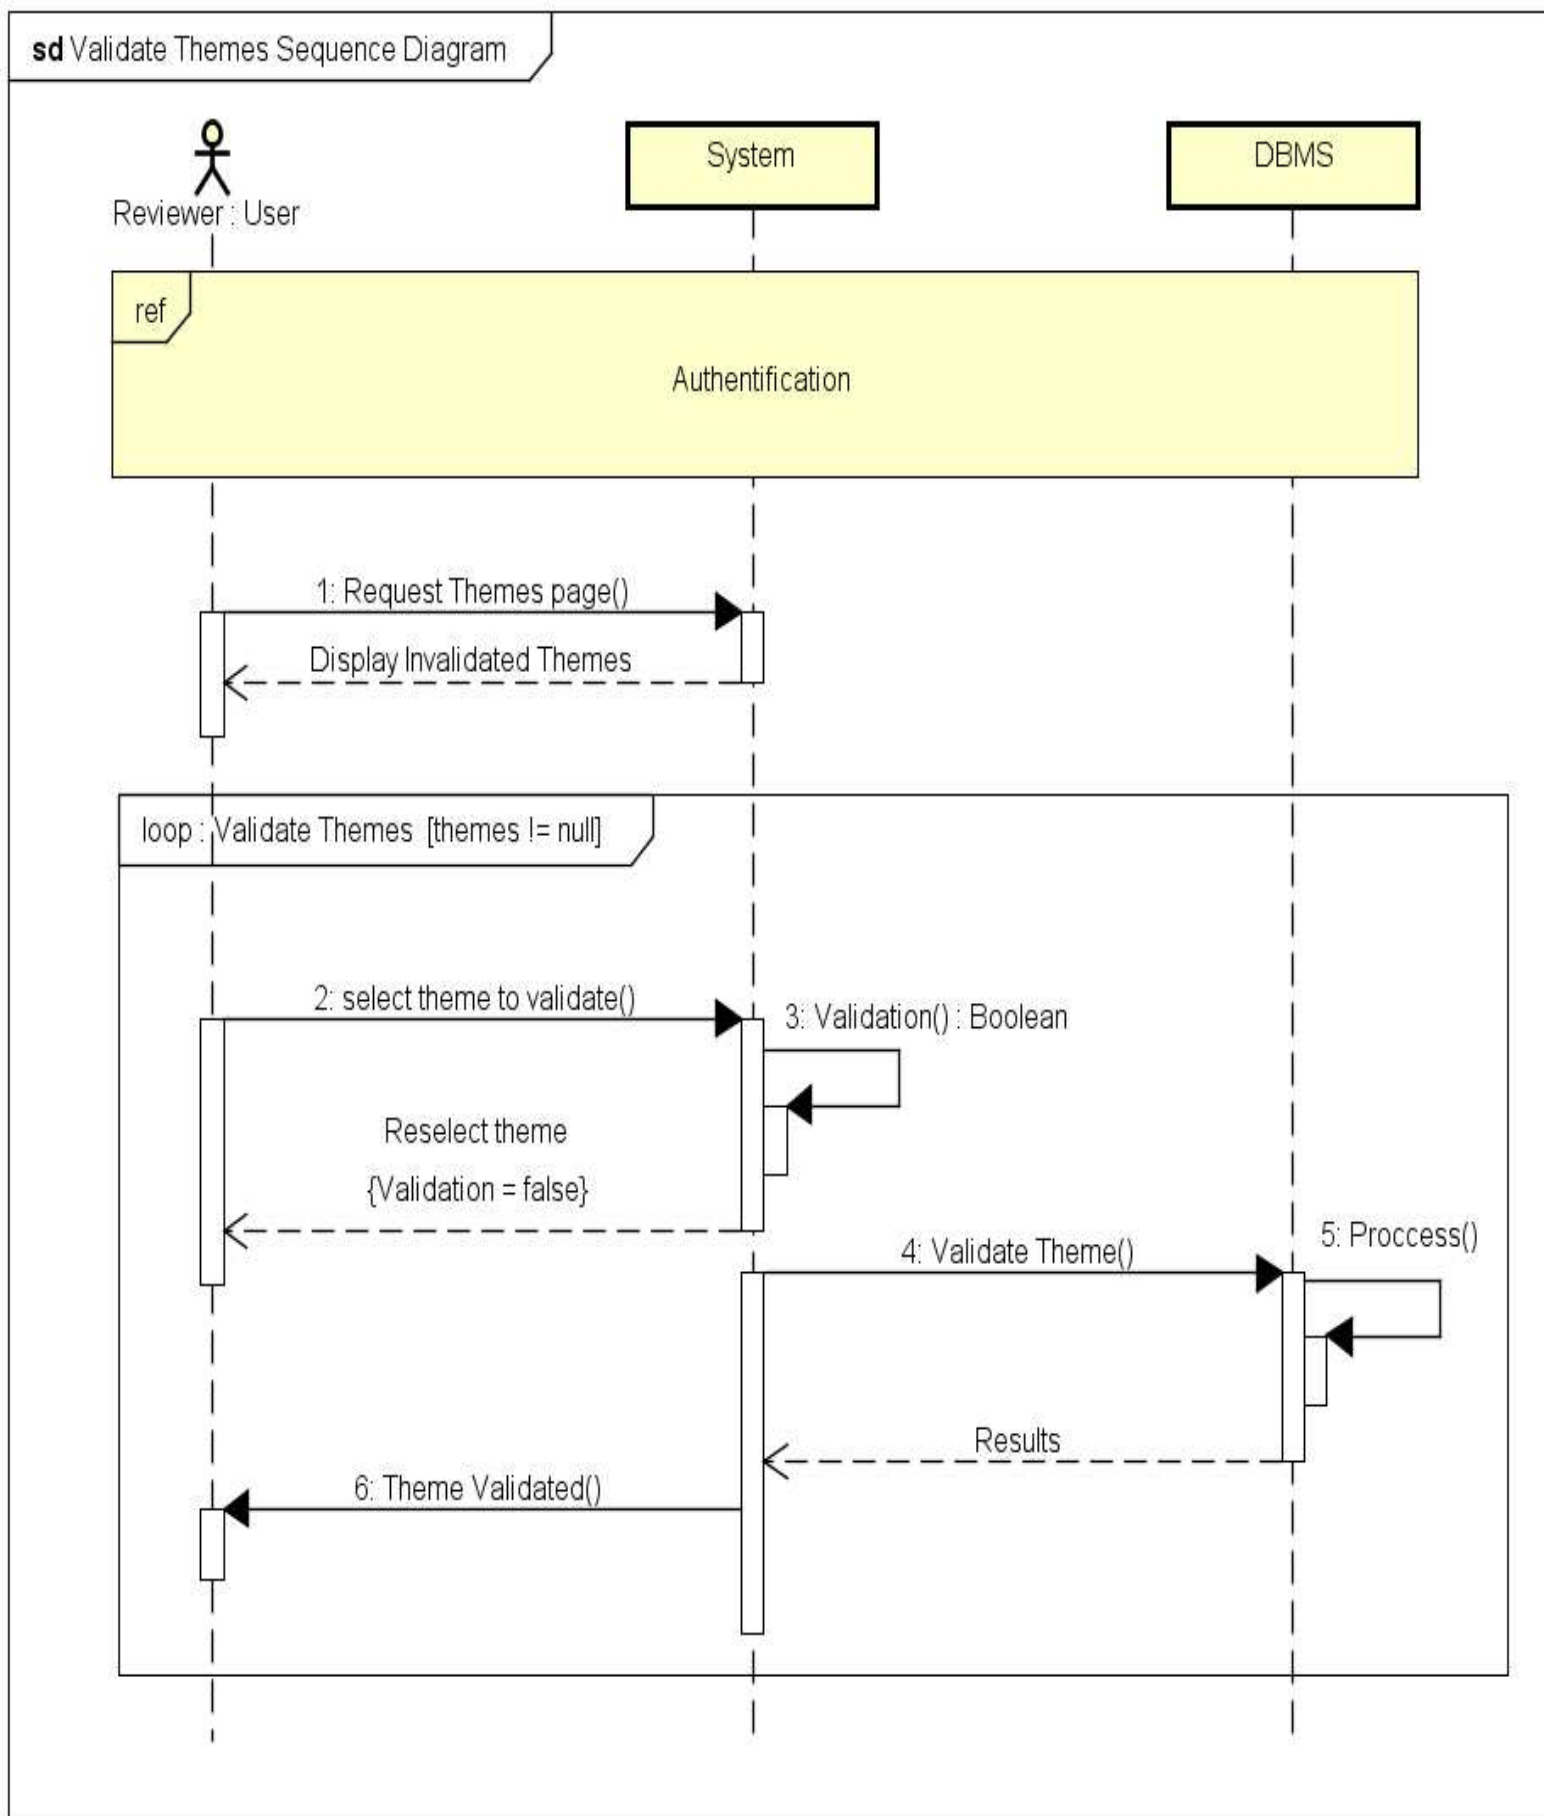 sd Validate Themes Sequence Diagram
System
DBMS
Reviewer : User
ref
Authentification
1: Request Themes page()
Display Invalidated Themes
loop : Validate Themes [themes != null]
2: select theme to validate()
3: Validation() : Boolean
Reselect theme
{Validation = false}
4: Validate Theme()
5: Proccess()
Results
6: Theme Validated()